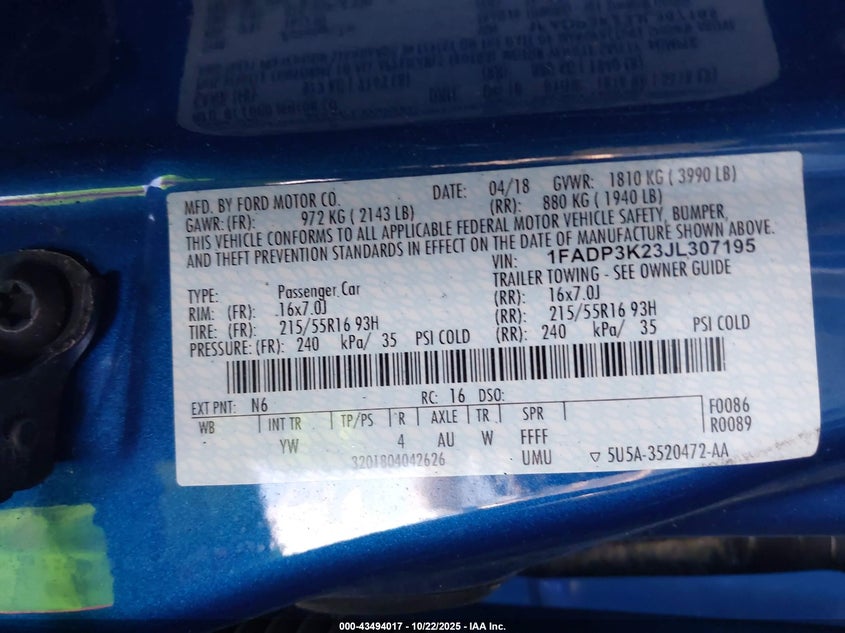 MFD. BY FORD MOTOR CO. DATE: 04/18 GVWR: 1810 KG ( 3990 LB)
GAWR: (FR): 972 KG ( 2143 LB) (RR): 880 KG ( 1940 LB)
THIS VEHICLE CONFORMS TO ALL APPLICABLE FEDERAL MOTOR VEHICLE SAFETY, BUMPER,
AND THEFT PREVENTION STANDARDS IN EFFECT ON THE DATE OF MANUFACTURE SHOWN ABOVE.
VIN: 1FADP3K23JL307195
TYPE: Passenger Car TRAILER TOWING - SEE OWNER GUIDE
RIM: (FR): 16x7.0J (RR): 16x7.0J
TIRE: (FR): 215/55R16 93H (RR): 215/55R16 93H
PRESSURE: (FR): 240 kPa/ 35 PSI COLD (RR): 240 kPa/ 35 PSI COLD
EXT PNT: N6 RC: 16 DSO:
WB INT TR TP/PS R AXLE TR SPR F0086
YW 4 AU W FFFF R0089
3201804042626 UMU ▽ 5U5A-3520472-AA
000-43494017 - 10/22/2025 - IAA Inc.